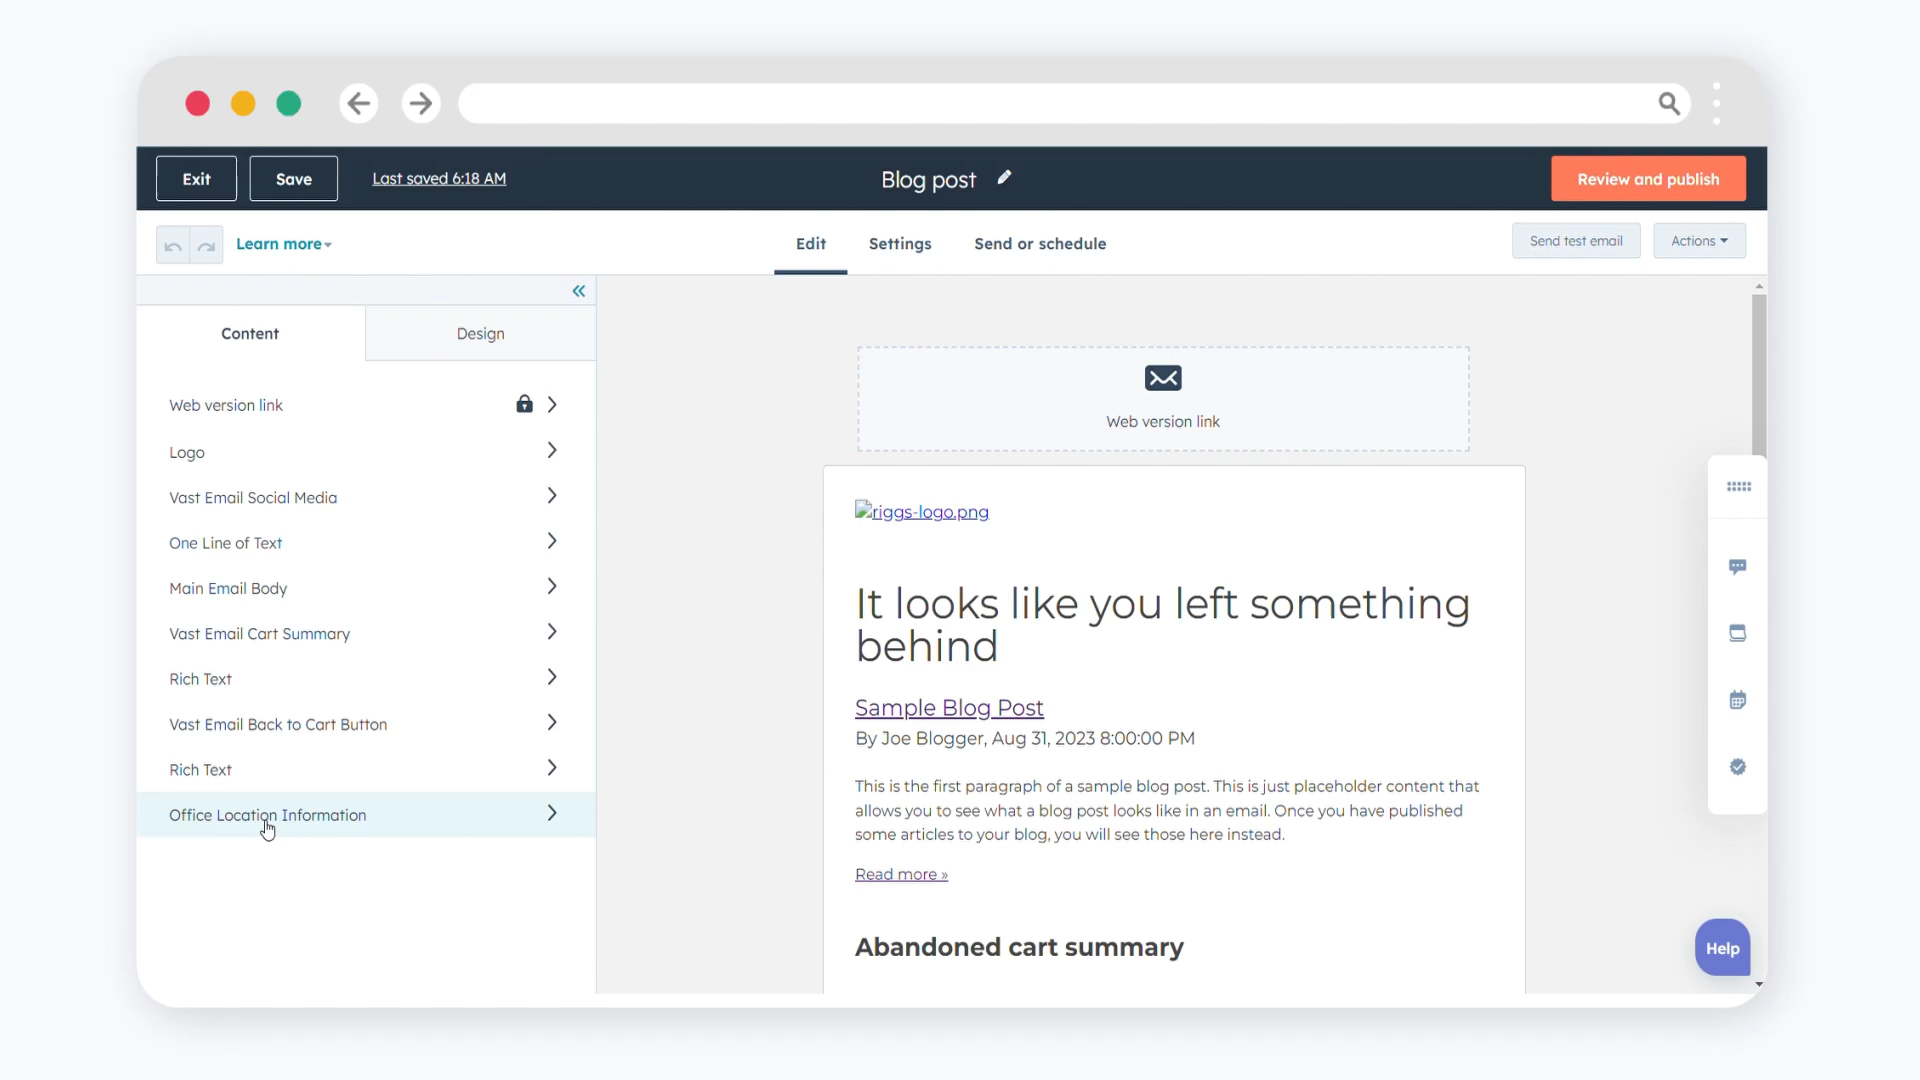 Exit
Save
Last saved 6:18 AM
Blog post
Review and publish
Learn more
Edit
Settings
Send or schedule
Send test email
Actions
Content
Design
Web version link
Logo
Vast Email Social Media
One Line of Text
Main Email Body
Vast Email Cart Summary
Rich Text
Vast Email Back to Cart Button
Rich Text
Office Location Information
Web version link
riggs-logo.png
It looks like you left something
behind
Sample Blog Post
By Joe Blogger, Aug 31, 2023 8:00:00 PM
This is the first paragraph of a sample blog post. This is just placeholder content that
allows you to see what a blog post looks like in an email. Once you have published
some articles to your blog, you will see those here instead.
Read more »
Abandoned cart summary
Help